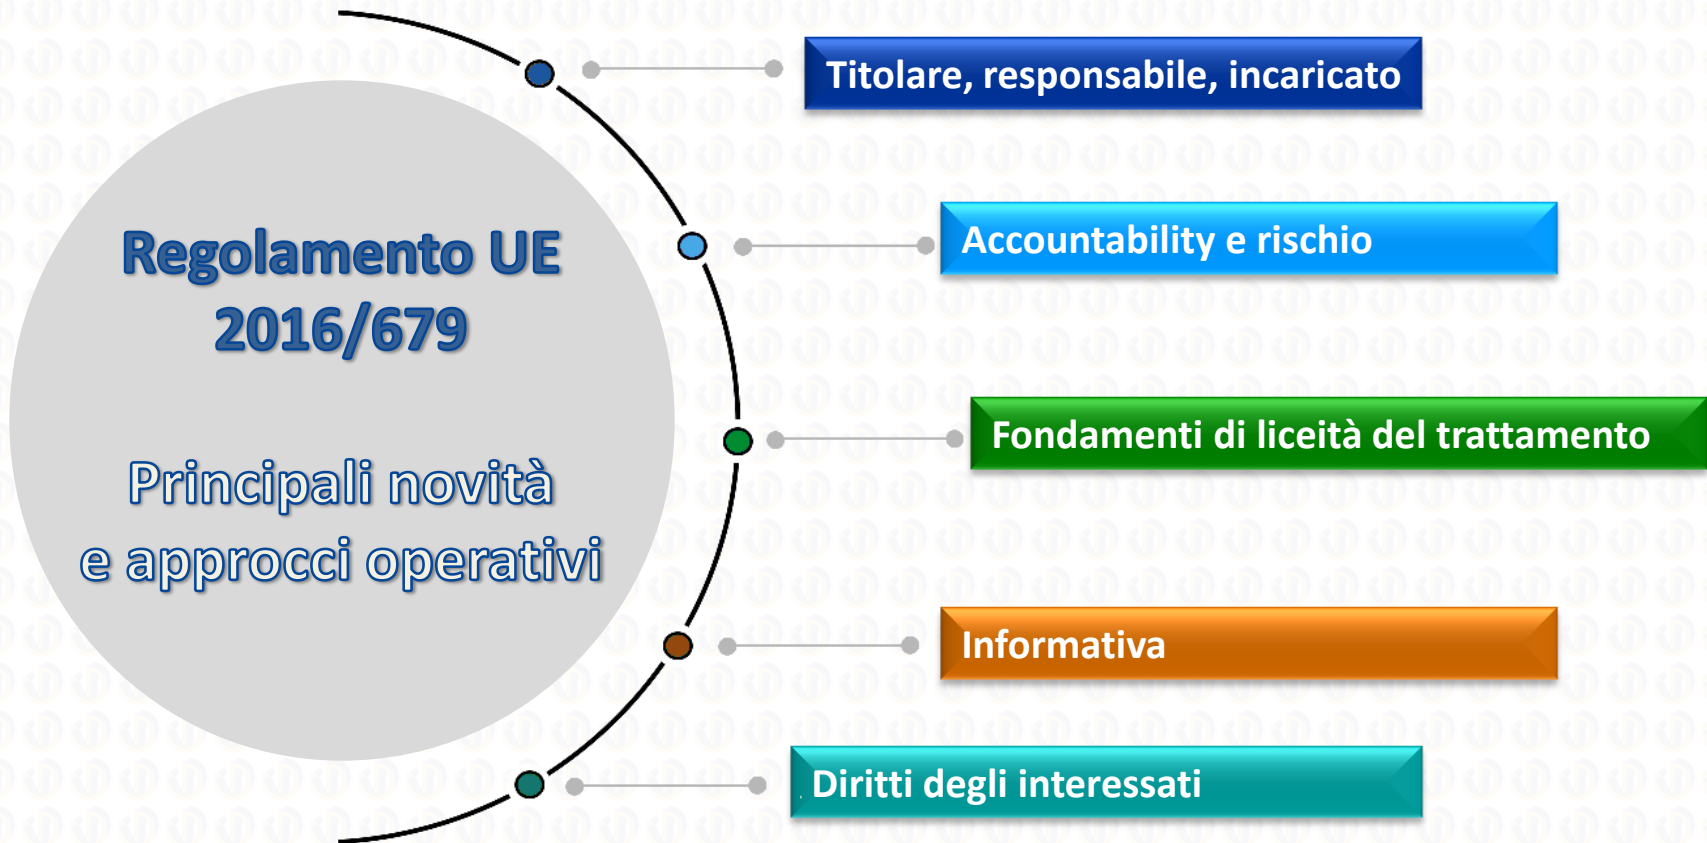 Regolamento UE
2016/679
Principali novità
e approcci operativi
Titolare, responsabile, incaricato
Accountability e rischio
Fondamenti di liceità del trattamento
Informativa
Diritti degli interessati